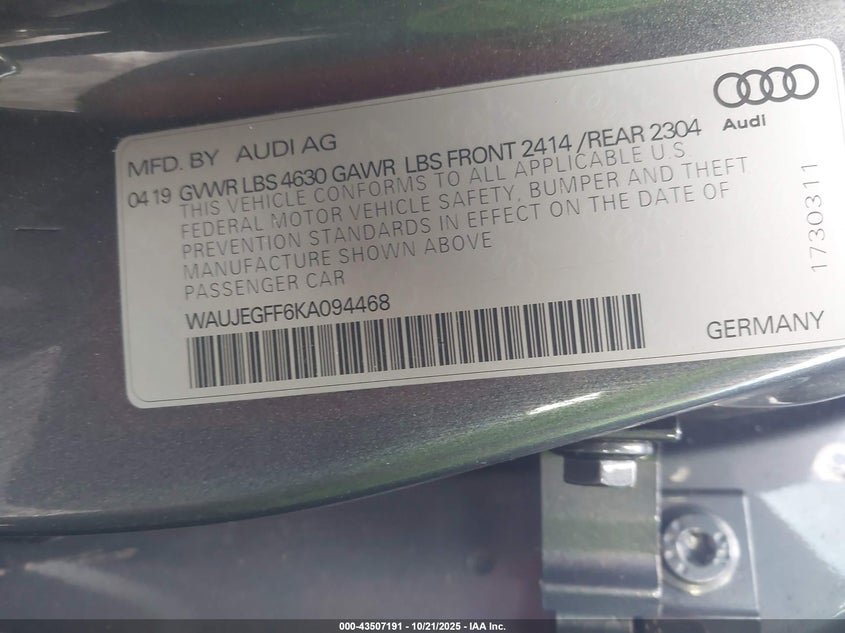 Audi
MFD. BY AUDI AG
04 19 GVWR LBS 4630 GAWR LBS FRONT 2414 /REAR 2304
THIS VEHICLE CONFORMS TO ALL APPLICABLE U.S.
FEDERAL MOTOR VEHICLE SAFETY, BUMPER AND THEFT
PREVENTION STANDARDS IN EFFECT ON THE DATE OF
MANUFACTURE SHOWN ABOVE
PASSENGER CAR
WAUJEGFF6KA094468
GERMANY
1730311
000-43507191 - 10/21/2025 - IAA Inc.